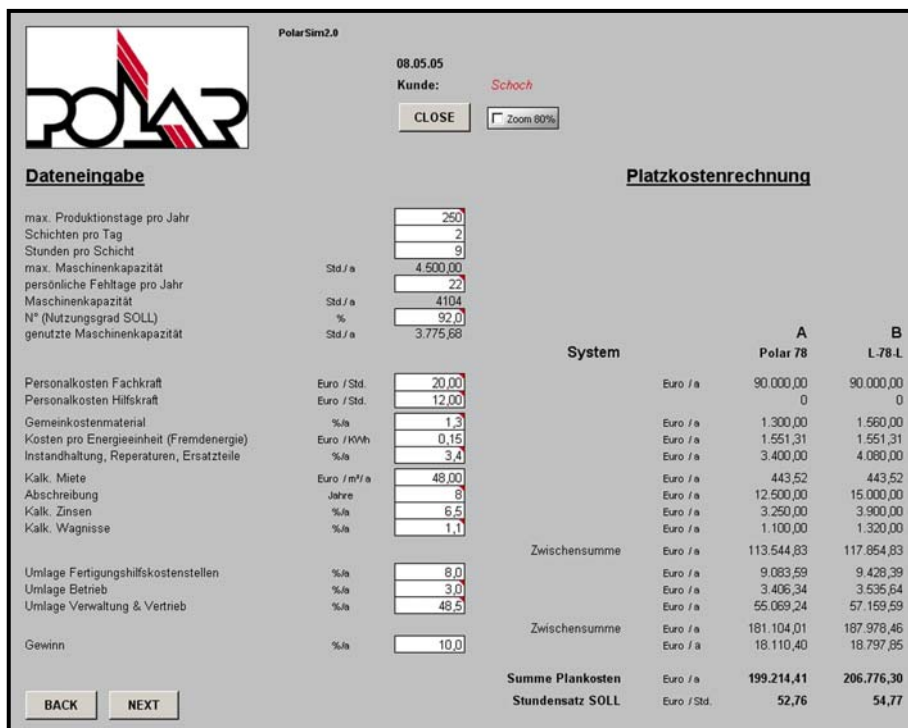 PolarSim2.0
POLAR
08.05.05
Kunde: Schoch
CLOSE Zoom 80%
Dateneingabe Platzkostenrechnung
max. Produktionstage pro Jahr 250
Schichten pro Tag 2
Stunden pro Schicht 9
max. Maschinenkapazität Std./ a 4.500,00
persönliche Fehltage pro Jahr 22
Maschinenkapazität Std./ a 4104
N° (Nutzungsgrad SOLL) % 92,0
genutzte Maschinenkapazität Std./ a 3.775,68
A B
System Polar 78 L-78-L
Personalkosten Fachkraft Euro / Std. 20,00 Euro / a 90.000,00 90.000,00
Personalkosten Hilfskraft Euro / Std. 12,00 0 0
Gemeinkostenmaterial %/a 1,3 Euro / a 1.300,00 1.560,00
Kosten pro Energieeinheit (Fremdenergie) Euro / KWh 0,15 Euro / a 1.551,31 1.551,31
Instandhaltung, Reperaturen, Ersatzteile %/a 3,4 Euro / a 3.400,00 4.080,00
Kalk. Miete Euro / m²/ a 48,00 Euro / a 443,52 443,52
Abschreibung Jahre 8 Euro / a 12.500,00 15.000,00
Kalk. Zinsen %/a 6,5 Euro / a 3.250,00 3.900,00
Kalk. Wagnisse %/a 1,1 Euro / a 1.100,00 1.320,00
Zwischensumme Euro / a 113.544,83 117.854,83
Umlage Fertigungshilfskostenstellen %/a 8,0 Euro / a 9.083,59 9.428,39
Umlage Betrieb %/a 3,0 Euro / a 3.406,34 3.535,64
Umlage Verwaltung & Vertrieb %/a 48,5 Euro / a 55.069,24 57.159,59
Zwischensumme Euro / a 181.104,01 187.978,46
Gewinn %/a 10,0 Euro / a 18.110,40 18.797,85
Summe Plankosten Euro / a 199.214,41 206.776,30
BACK NEXT Stundensatz SOLL Euro / Std. 52,76 54,77